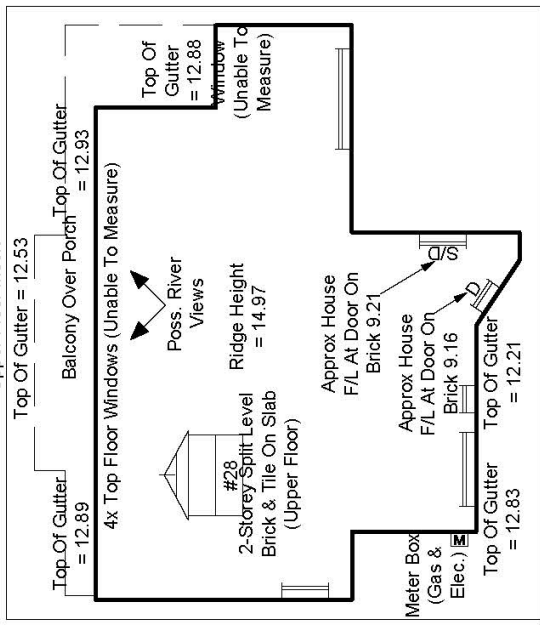 Top Of Gutter = 12.53
Top Of Gutter
= 12.89
Balcony Over Porch
Top Of Gutter
= 12.93
Top Of
Gutter
= 12.88
4x Top Floor Windows (Unable To Measure)
Window
(Unable To
Measure)
Poss. River
Views
Ridge Height
= 14.97
#28
2-Storey Split Level
Brick & Tile On Slab
(Upper Floor)
Approx House
F/L At Door On
Brick 9.21
S/D
Approx House
F/L At Door On
Brick 9.16
D
Meter Box
(Gas &
Elec.)
M
Top Of Gutter
= 12.83
Top Of Gutter
= 12.21